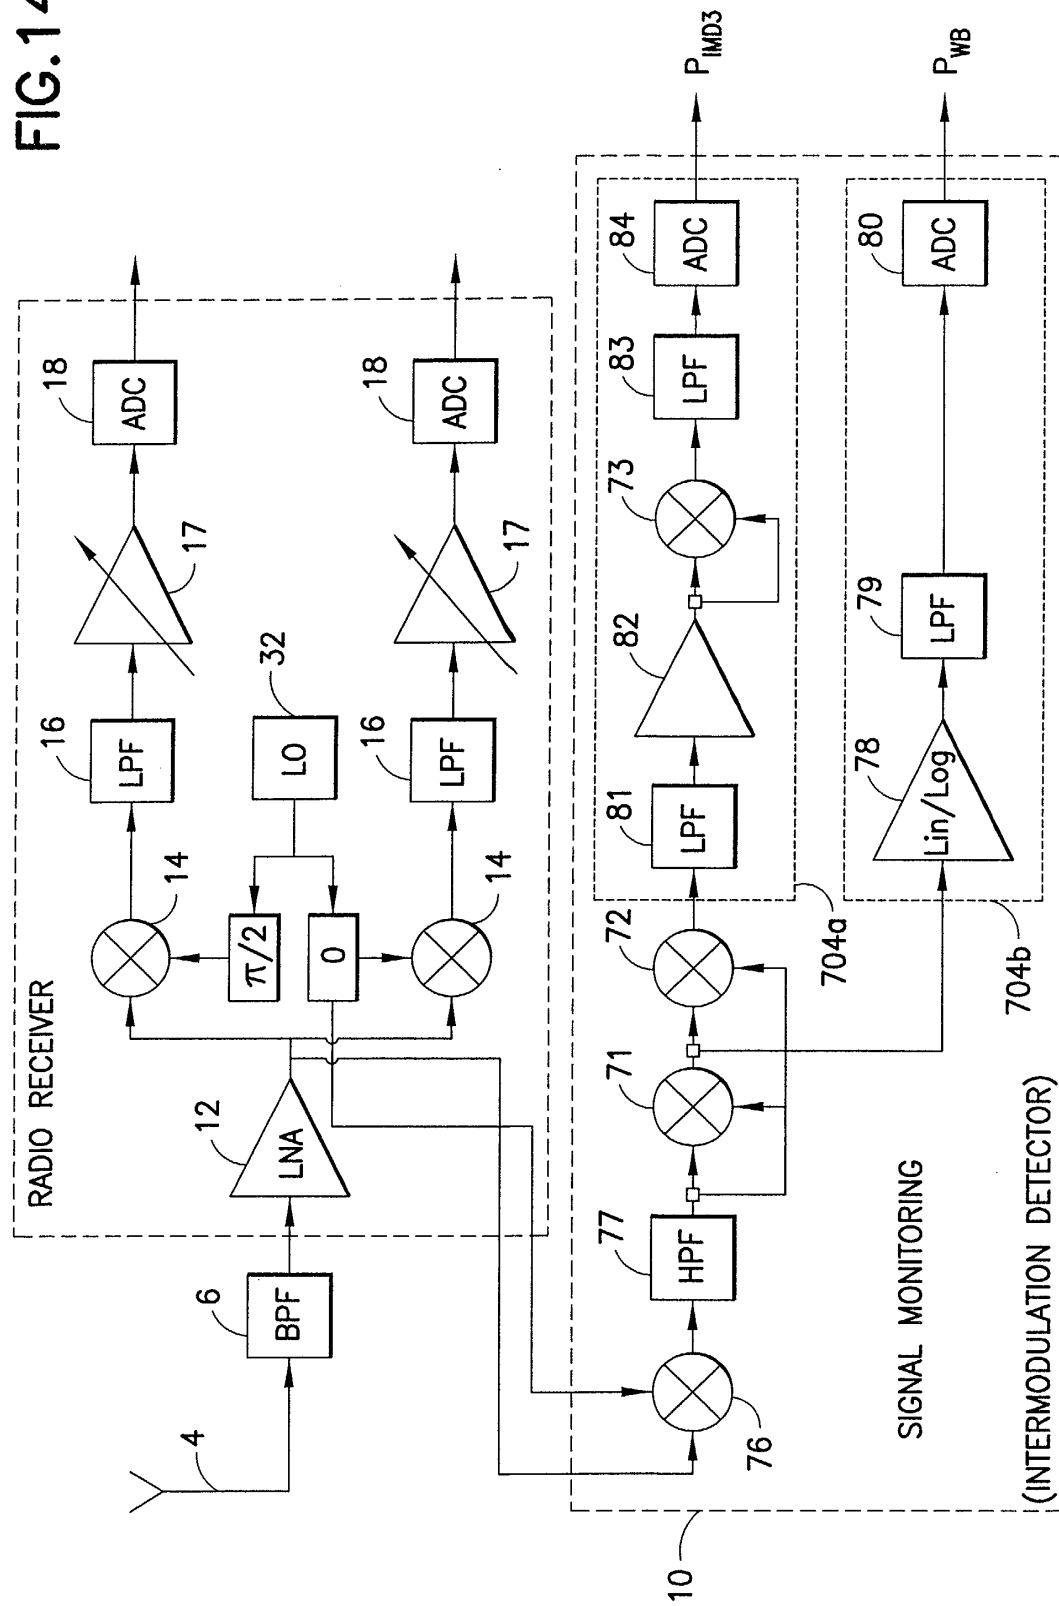 FIG.14
RADIO RECEIVER
4
6
BPF
12
LNA
14
16
LPF
17
18
ADC
π/2
0
LO
32
14
16
LPF
17
18
ADC
10
76
77
HPF
71
72
81
LPF
82
73
83
LPF
84
ADC
P_IMD3
704a
78
Lin/Log
79
LPF
80
ADC
P_WB
704b
SIGNAL MONITORING
(INTERMODULATION DETECTOR)